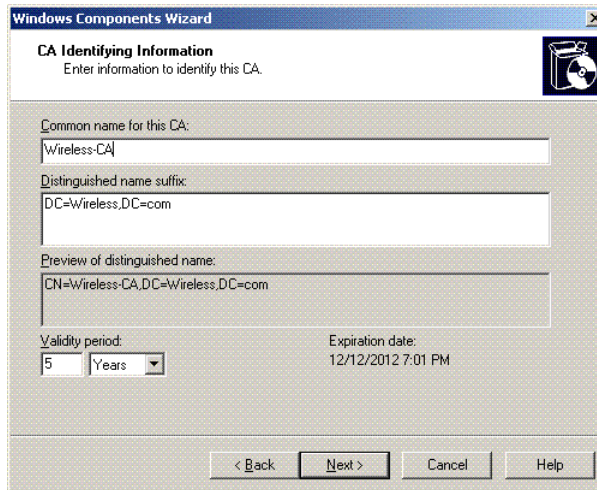 Windows Components Wizard
CA Identifying Information
Enter information to identify this CA.
Common name for this CA:
Wireless-CA
Distinguished name suffix:
DC=Wireless,DC=com
Preview of distinguished name:
CN=Wireless-CA,DC=Wireless,DC=com
Validity period: Expiration date:
5 Years 12/12/2012 7:01 PM
< Back Next > Cancel Help